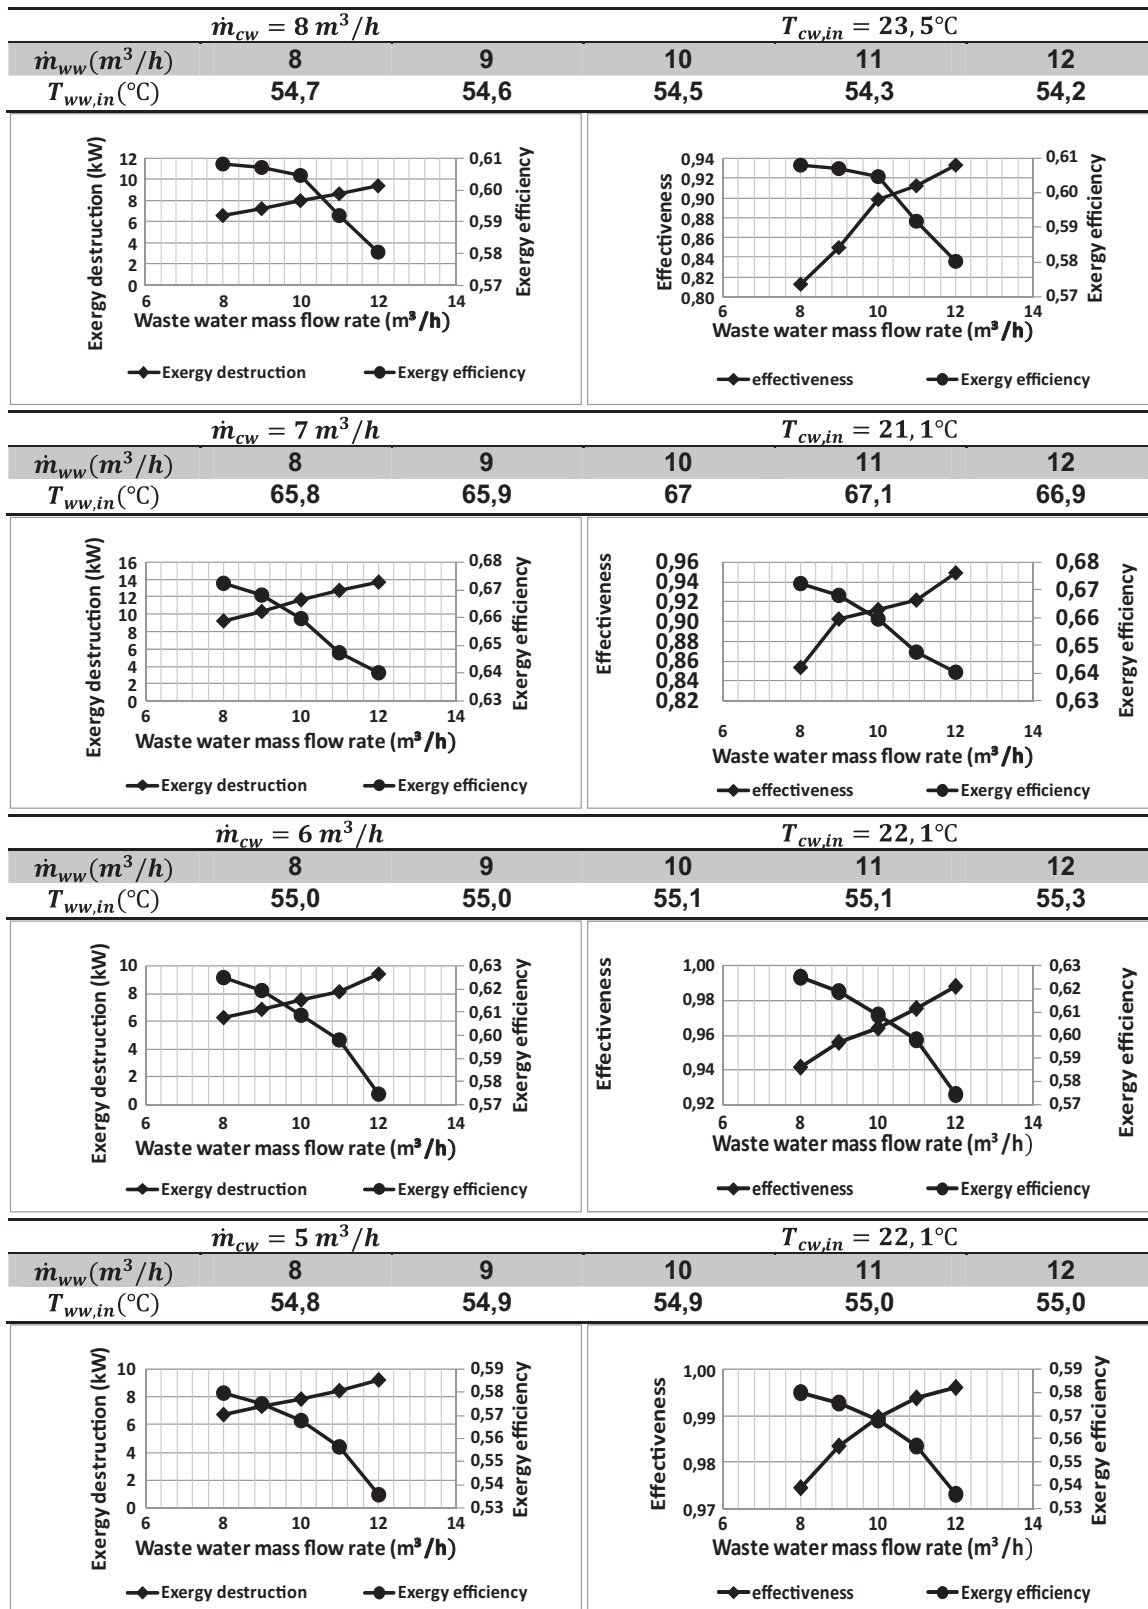 ṁcw = 8 m³/h Tcw,in = 23,5°C
ṁww(m³/h) 8 9 10 11 12
Tww,in(°C) 54,7 54,6 54,5 54,3 54,2
Exergy destruction (kW)
12
10
8
6
4
2
0
0,61
0,60
0,59
0,58
0,57
Exergy efficiency
6 8 10 12 14
Waste water mass flow rate (m³/h)
Exergy destruction Exergy efficiency
Effectiveness
0,94
0,92
0,90
0,88
0,86
0,84
0,82
0,80
0,61
0,60
0,59
0,58
0,57
Exergy efficiency
6 8 10 12 14
Waste water mass flow rate (m³/h)
effectiveness Exergy efficiency
ṁcw = 7 m³/h Tcw,in = 21,1°C
ṁww(m³/h) 8 9 10 11 12
Tww,in(°C) 65,8 65,9 67 67,1 66,9
Exergy destruction (kW)
16
14
12
10
8
6
4
2
0
0,68
0,67
0,66
0,65
0,64
0,63
Exergy efficiency
6 8 10 12 14
Waste water mass flow rate (m³/h)
Exergy destruction Exergy efficiency
Effectiveness
0,96
0,94
0,92
0,90
0,88
0,86
0,84
0,82
0,68
0,67
0,66
0,65
0,64
0,63
Exergy efficiency
6 8 10 12 14
Waste water mass flow rate (m³/h)
effectiveness Exergy efficiency
ṁcw = 6 m³/h Tcw,in = 22,1°C
ṁww(m³/h) 8 9 10 11 12
Tww,in(°C) 55,0 55,0 55,1 55,1 55,3
Exergy destruction (kW)
10
8
6
4
2
0
0,63
0,62
0,61
0,60
0,59
0,58
0,57
Exergy efficiency
6 8 10 12 14
Waste water mass flow rate (m³/h)
Exergy destruction Exergy efficiency
Effectiveness
1,00
0,98
0,96
0,94
0,92
0,63
0,62
0,61
0,60
0,59
0,58
0,57
Exergy efficiency
6 8 10 12 14
Waste water mass flow rate (m³/h)
effectiveness Exergy efficiency
ṁcw = 5 m³/h Tcw,in = 22,1°C
ṁww(m³/h) 8 9 10 11 12
Tww,in(°C) 54,8 54,9 54,9 55,0 55,0
Exergy destruction (kW)
10
8
6
4
2
0
0,59
0,58
0,57
0,56
0,55
0,54
0,53
Exergy efficiency
6 8 10 12 14
Waste water mass flow rate (m³/h)
Exergy destruction Exergy efficiency
Effectiveness
1,00
0,99
0,98
0,97
0,59
0,58
0,57
0,56
0,55
0,54
0,53
Exergy efficiency
6 8 10 12 14
Waste water mass flow rate (m³/h)
effectiveness Exergy efficiency